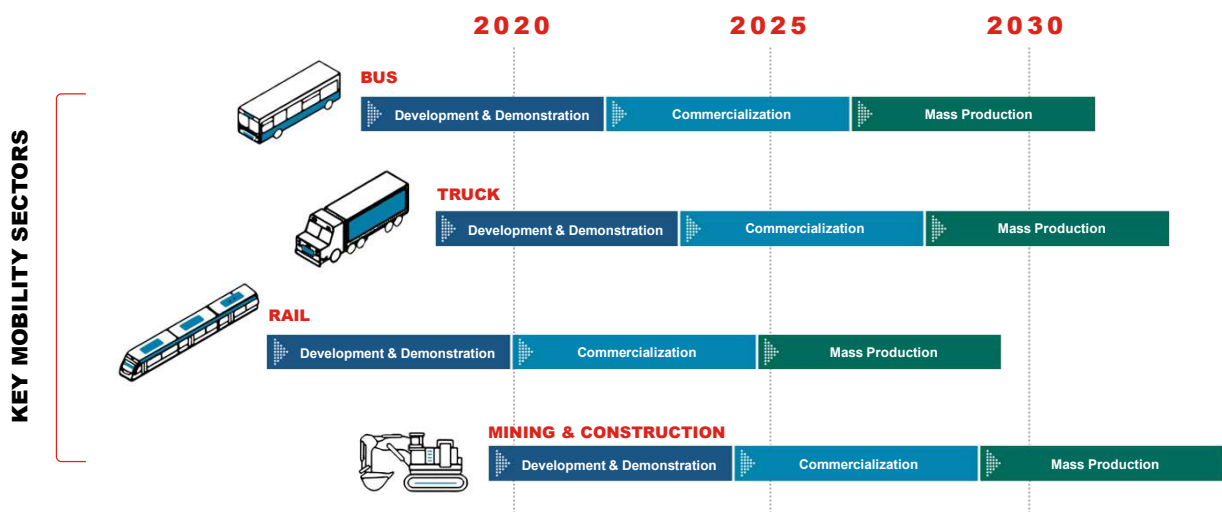 2020 2025 2030
KEY MOBILITY SECTORS
BUS
Development & Demonstration Commercialization Mass Production
TRUCK
Development & Demonstration Commercialization Mass Production
RAIL
Development & Demonstration Commercialization Mass Production
MINING & CONSTRUCTION
Development & Demonstration Commercialization Mass Production